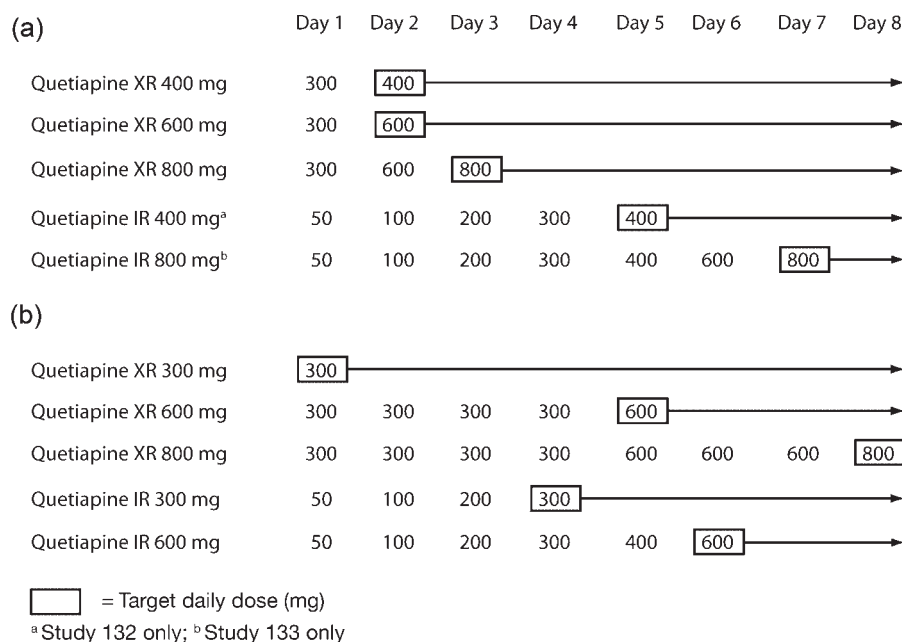 (a) Day 1 Day 2 Day 3 Day 4 Day 5 Day 6 Day 7 Day 8
Quetiapine XR 400 mg 300 400
Quetiapine XR 600 mg 300 600
Quetiapine XR 800 mg 300 600 800
Quetiapine IR 400 mgᵃ 50 100 200 300 400
Quetiapine IR 800 mgᵇ 50 100 200 300 400 600 800
(b)
Quetiapine XR 300 mg 300
Quetiapine XR 600 mg 300 300 300 300 600
Quetiapine XR 800 mg 300 300 300 300 600 600 600 800
Quetiapine IR 300 mg 50 100 200 300
Quetiapine IR 600 mg 50 100 200 300 400 600
= Target daily dose (mg)
ᵃ Study 132 only; ᵇ Study 133 only